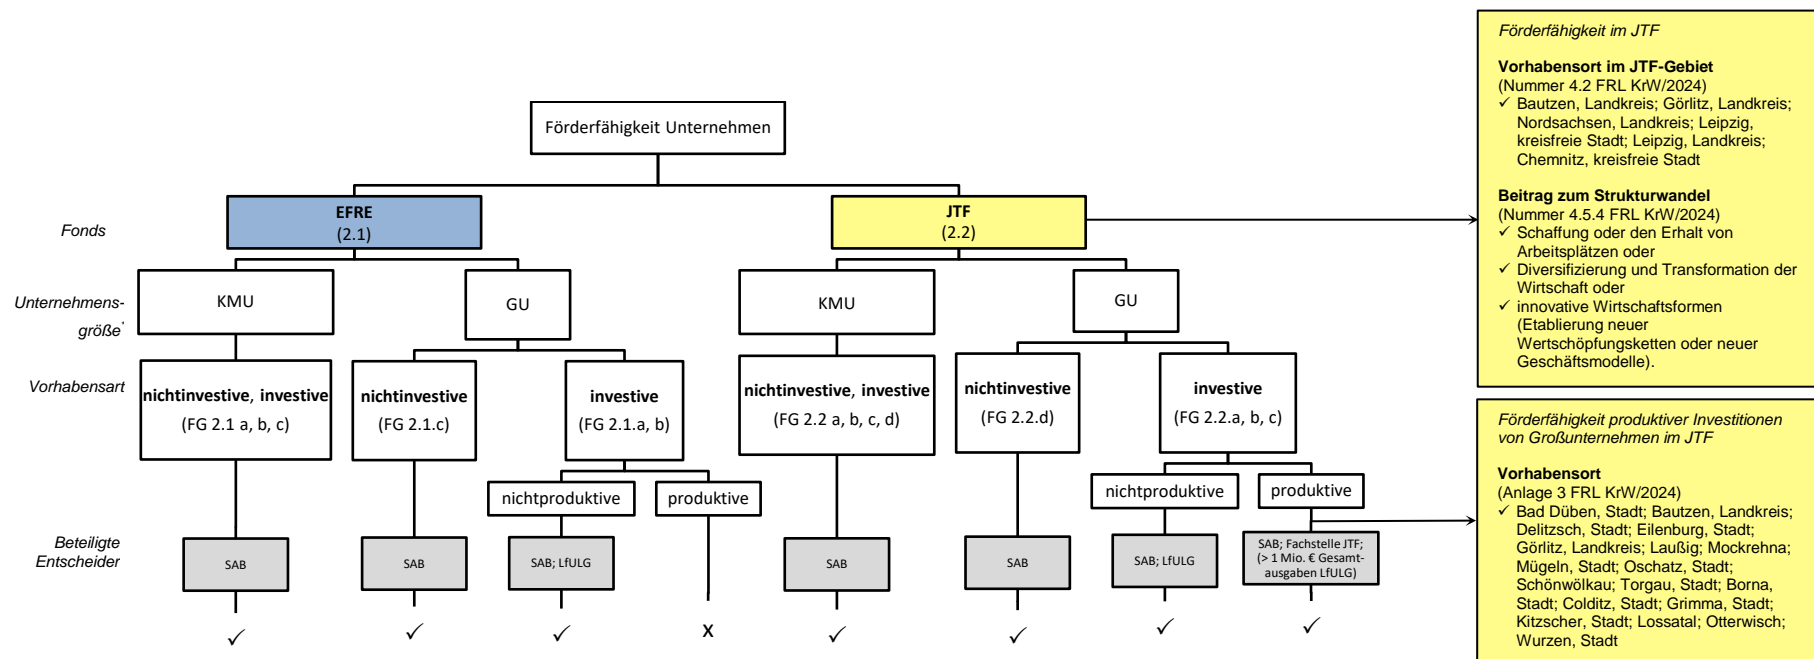 Förderfähigkeit Unternehmen
Fonds
EFRE
(2.1)
JTF
(2.2)
Unternehmens-
größe*
KMU
GU
KMU
GU
Vorhabensart
nichtinvestive, investive
(FG 2.1 a, b, c)
nichtinvestive
(FG 2.1.c)
investive
(FG 2.1.a, b)
nichtinvestive, investive
(FG 2.2 a, b, c, d)
nichtinvestive
(FG 2.2.d)
investive
(FG 2.2.a, b, c)
nichtproduktive
produktive
nichtproduktive
produktive
Beteiligte
Entscheider
SAB
SAB
SAB; LfULG
SAB
SAB
SAB; LfULG
SAB; Fachstelle JTF;
(> 1 Mio. € Gesamt-
ausgaben LfULG)
✓
✓
✓
X
✓
✓
✓
✓
Förderfähigkeit im JTF
Vorhabensort im JTF-Gebiet
(Nummer 4.2 FRL KrW/2024)
✓ Bautzen, Landkreis; Görlitz, Landkreis;
Nordsachsen, Landkreis; Leipzig,
kreisfreie Stadt; Leipzig, Landkreis;
Chemnitz, kreisfreie Stadt
Beitrag zum Strukturwandel
(Nummer 4.5.4 FRL KrW/2024)
✓ Schaffung oder den Erhalt von
Arbeitsplätzen oder
✓ Diversifizierung und Transformation der
Wirtschaft oder
✓ innovative Wirtschaftsformen
(Etablierung neuer
Wertschöpfungsketten oder neuer
Geschäftsmodelle).
Förderfähigkeit produktiver Investitionen
von Großunternehmen im JTF
Vorhabensort
(Anlage 3 FRL KrW/2024)
✓ Bad Düben, Stadt; Bautzen, Landkreis;
Delitzsch, Stadt; Eilenburg, Stadt;
Görlitz, Landkreis; Laußig; Mockrehna;
Mügeln, Stadt; Oschatz, Stadt;
Schönwölkau; Torgau, Stadt; Borna,
Stadt; Colditz, Stadt; Grimma, Stadt;
Kitzscher, Stadt; Lossatal; Otterwisch;
Wurzen, Stadt